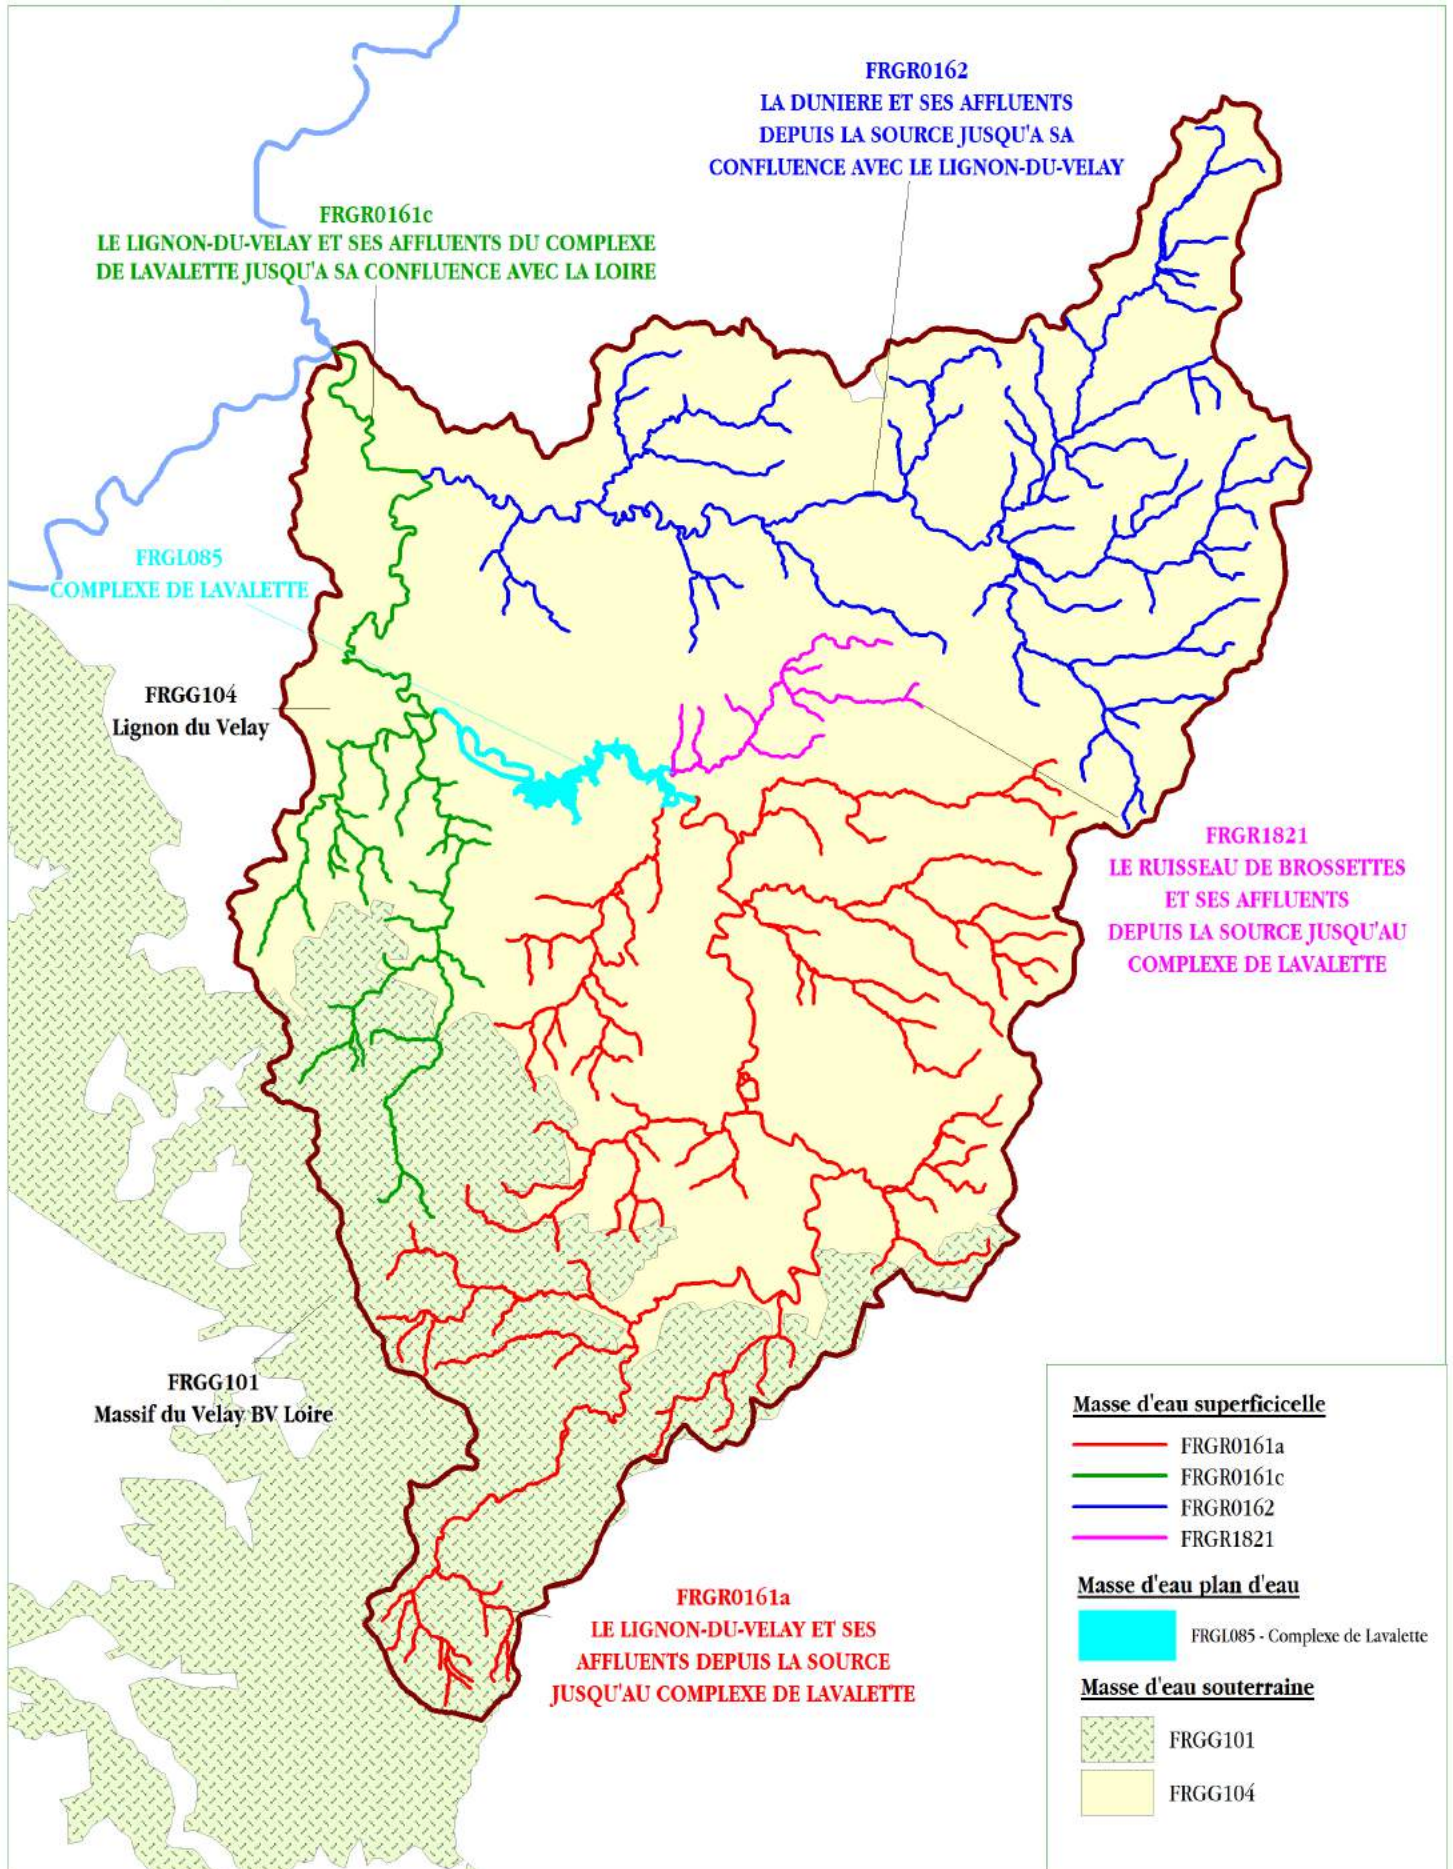 FRGR0162
LA DUNIERE ET SES AFFLUENTS
DEPUIS LA SOURCE JUSQU'A SA
CONFLUENCE AVEC LE LIGNON-DU-VELAY
FRGR0161c
LE LIGNON-DU-VELAY ET SES AFFLUENTS DU COMPLEXE
DE LAVALETTE JUSQU'A SA CONFLUENCE AVEC LA LOIRE
FRGL085
COMPLEXE DE LAVALETTE
FRGG104
Lignon du Velay
FRGR1821
LE RUISSEAU DE BROSSETTES
ET SES AFFLUENTS
DEPUIS LA SOURCE JUSQU'AU
COMPLEXE DE LAVALETTE
FRGG101
Massif du Velay BV Loire
FRGR0161a
LE LIGNON-DU-VELAY ET SES
AFFLUENTS DEPUIS LA SOURCE
JUSQU'AU COMPLEXE DE LAVALETTE
Masse d'eau superficicelle
FRGR0161a
FRGR0161c
FRGR0162
FRGR1821
Masse d'eau plan d'eau
FRGL085 - Complexe de Lavalette
Masse d'eau souterraine
FRGG101
FRGG104